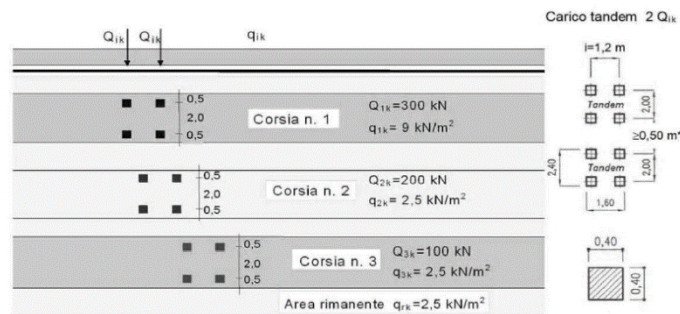 Carico tandem 2 Qik
Qik Qik qik
i=1,2 m
0,5
2,0
0,5
Corsia n. 1
Q1k=300 kN
q1k= 9 kN/m²
Tandem
2,00
≥0,50 m*
0,5
2,0
0,5
Corsia n. 2
Q2k=200 kN
q2k= 2,5 kN/m²
2,40
Tandem
2,00
1,60
0,5
2,0
0,5
Corsia n. 3
Q3k=100 kN
q3k= 2,5 kN/m²
0,40
0,40
Area rimanente qrk=2,5 kN/m²